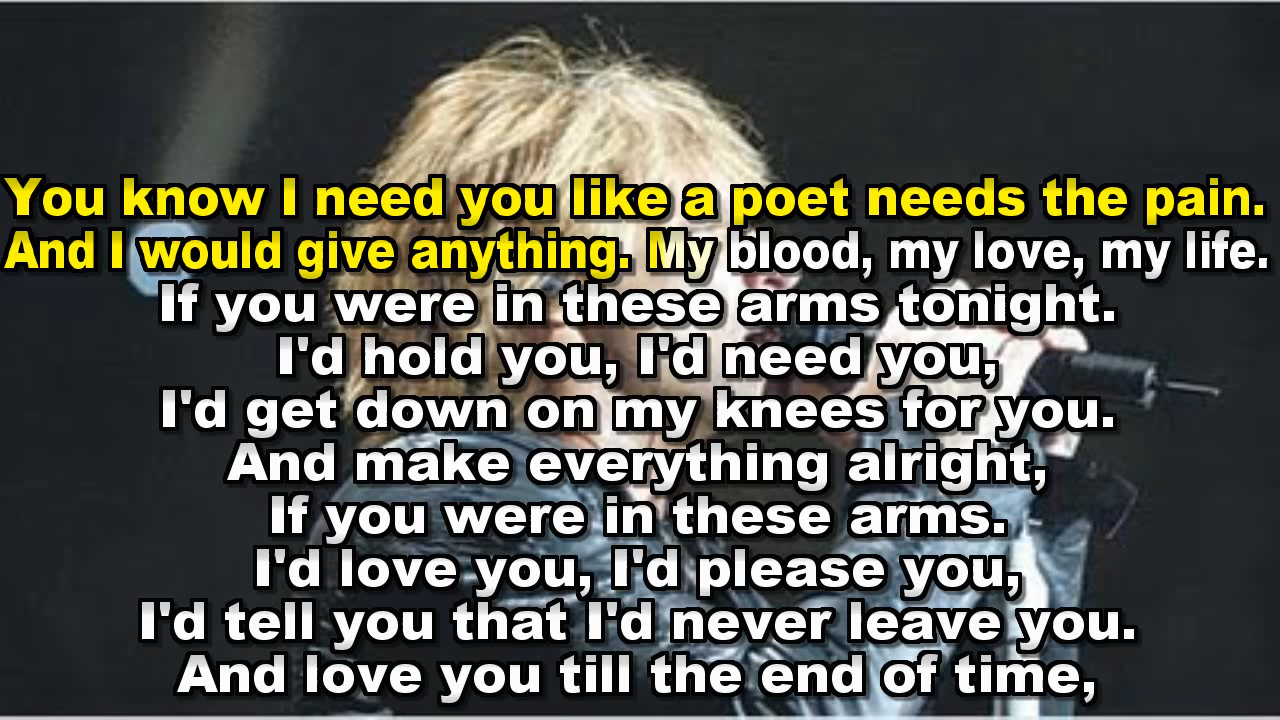 You know I need you like a poet needs the pain.
And I would give anything. My blood, my love, my life.
If you were in these arms tonight.
I'd hold you, I'd need you,
I'd get down on my knees for you.
And make everything alright,
If you were in these arms.
I'd love you, I'd please you,
I'd tell you that I'd never leave you.
And love you till the end of time,